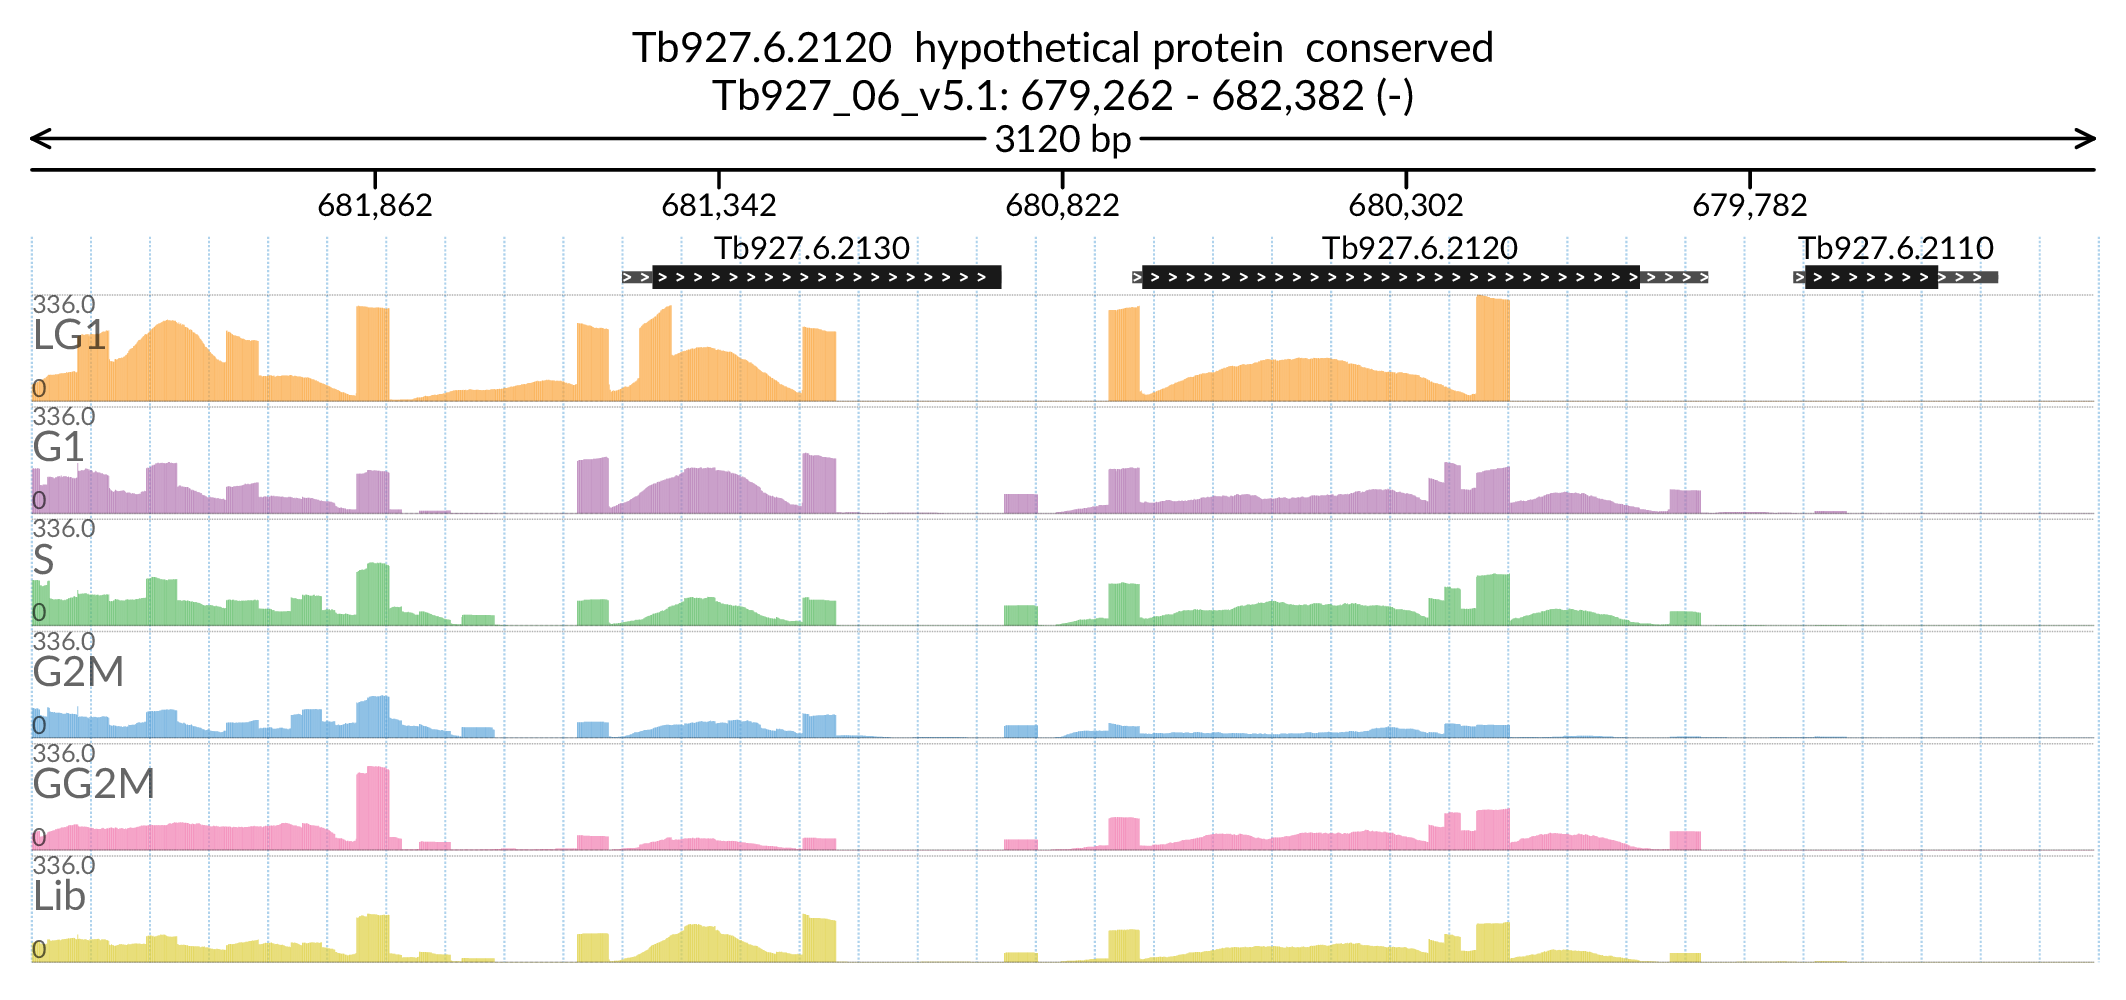 Tb927.6.2120 hypothetical protein conserved
Tb927_06_v5.1: 679,262 - 682,382 (-)
3120 bp
681,862 681,342 680,822 680,302 679,782
Tb927.6.2130 Tb927.6.2120 Tb927.6.2110
336.0
LG1
0
336.0
G1
0
336.0
S
0
336.0
G2M
0
336.0
GG2M
0
336.0
Lib
0